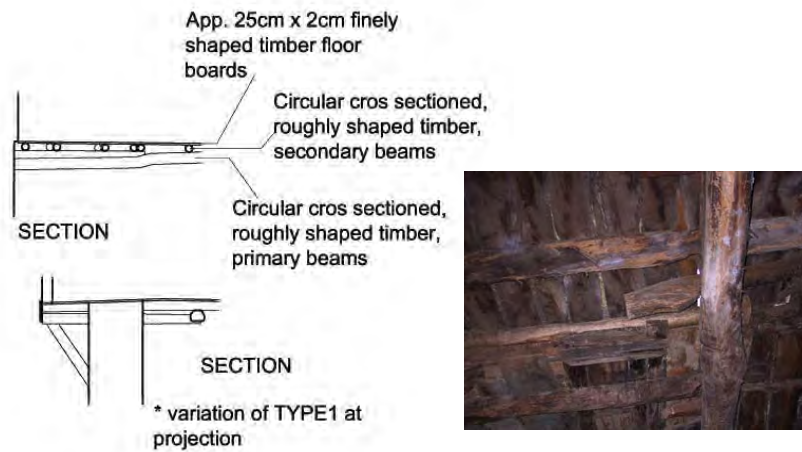 App. 25cm x 2cm finely
shaped timber floor
boards
Circular cros sectioned,
roughly shaped timber,
secondary beams
Circular cros sectioned,
roughly shaped timber,
primary beams
SECTION
SECTION
* variation of TYPE1 at
projection